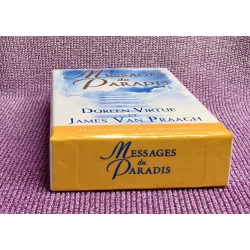 MESSAGES
DU PARADIS
DOREEN VIRTUE
ET
JAMES VAN PRAAGH
MESSAGES
du
PARADIS